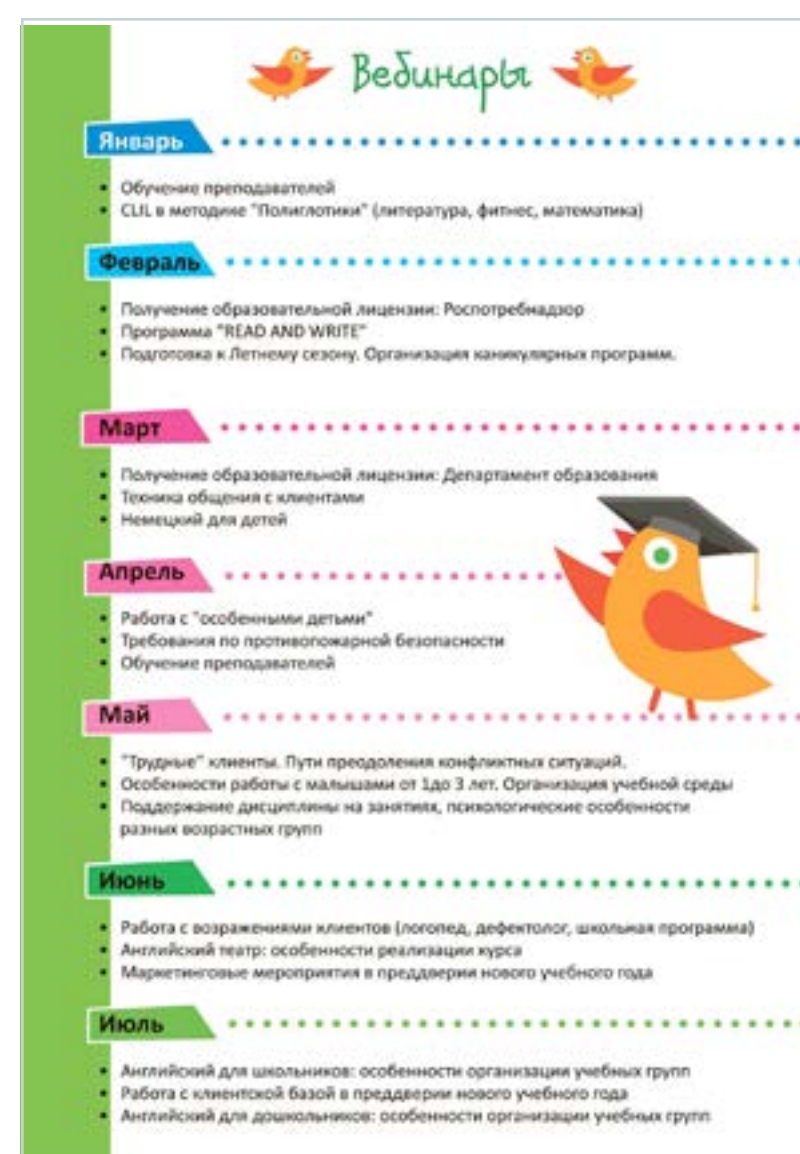 Вебинары
Январь
• Обучение преподавателей
• CLIL в методике "Полиглотики" (литература, фитнес, математика)
Февраль
• Получение образовательной лицензии: Роспотребнадзор
• Программа "READ AND WRITE"
• Подготовка к Летнему сезону. Организация каникулярных программ.
Март
• Получение образовательной лицензии: Департамент образования
• Техника общения с клиентами
• Немецкий для детей
Апрель
• Работа с "особенными детьми"
• Требования по противопожарной безопасности
• Обучение преподавателей
Май
• "Трудные" клиенты. Пути преодоления конфликтных ситуаций.
• Особенности работы с малышами от 1до 3 лет. Организация учебной среды
• Поддержание дисциплины на занятиях, психологические особенности
разных возрастных групп
Июнь
• Работа с возражениями клиентов (логопед, дефектолог, школьная программа)
• Английский театр: особенности реализации курса
• Маркетинговые мероприятия в преддверии нового учебного года
Июль
• Английский для школьников: особенности организации учебных групп
• Работа с клиентской базой в преддверии нового учебного года
• Английский для дошкольников: особенности организации учебных групп